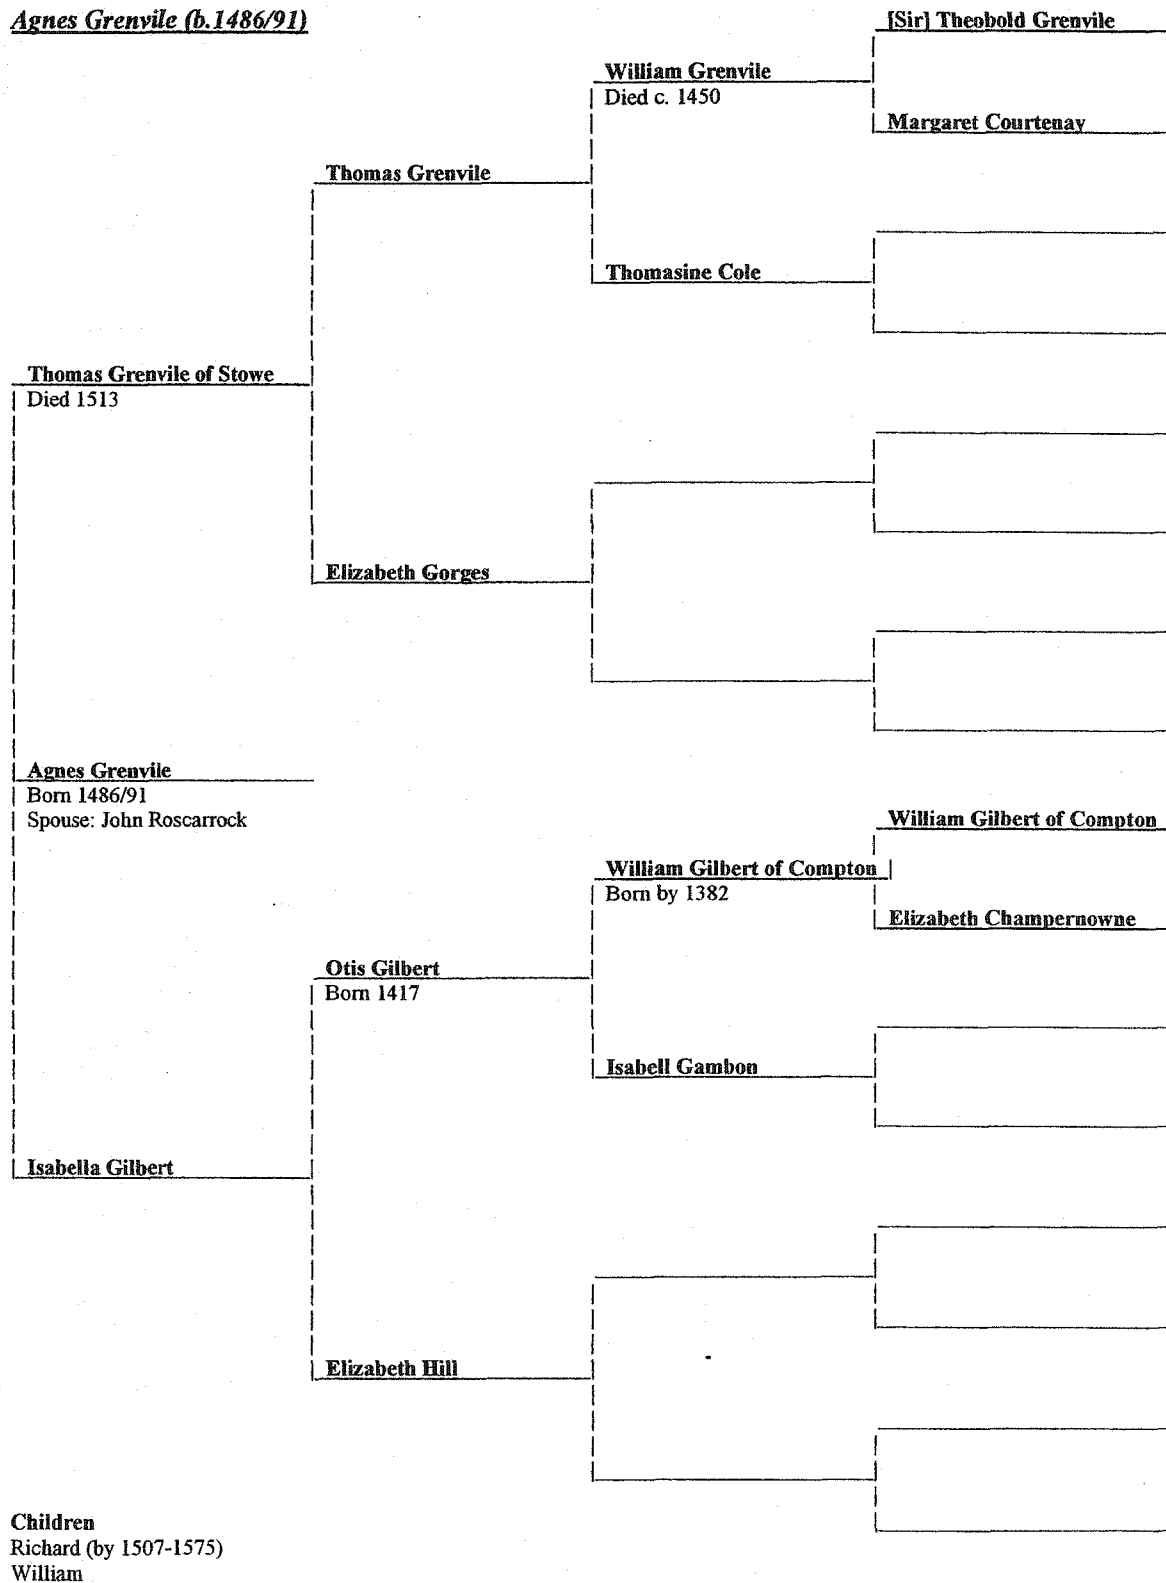 Agnes Grenvile (b.1486/91)
[Sir] Theobold Grenvile
William Grenvile
Died c. 1450
Margaret Courtenay
Thomas Grenvile
Thomasine Cole
Thomas Grenvile of Stowe
Died 1513
Elizabeth Gorges
Agnes Grenvile
Born 1486/91
Spouse: John Roscarrock
William Gilbert of Compton
William Gilbert of Compton
Born by 1382
Elizabeth Champernowne
Otis Gilbert
Born 1417
Isabell Gambon
Isabella Gilbert
Elizabeth Hill
Children
Richard (by 1507-1575)
William